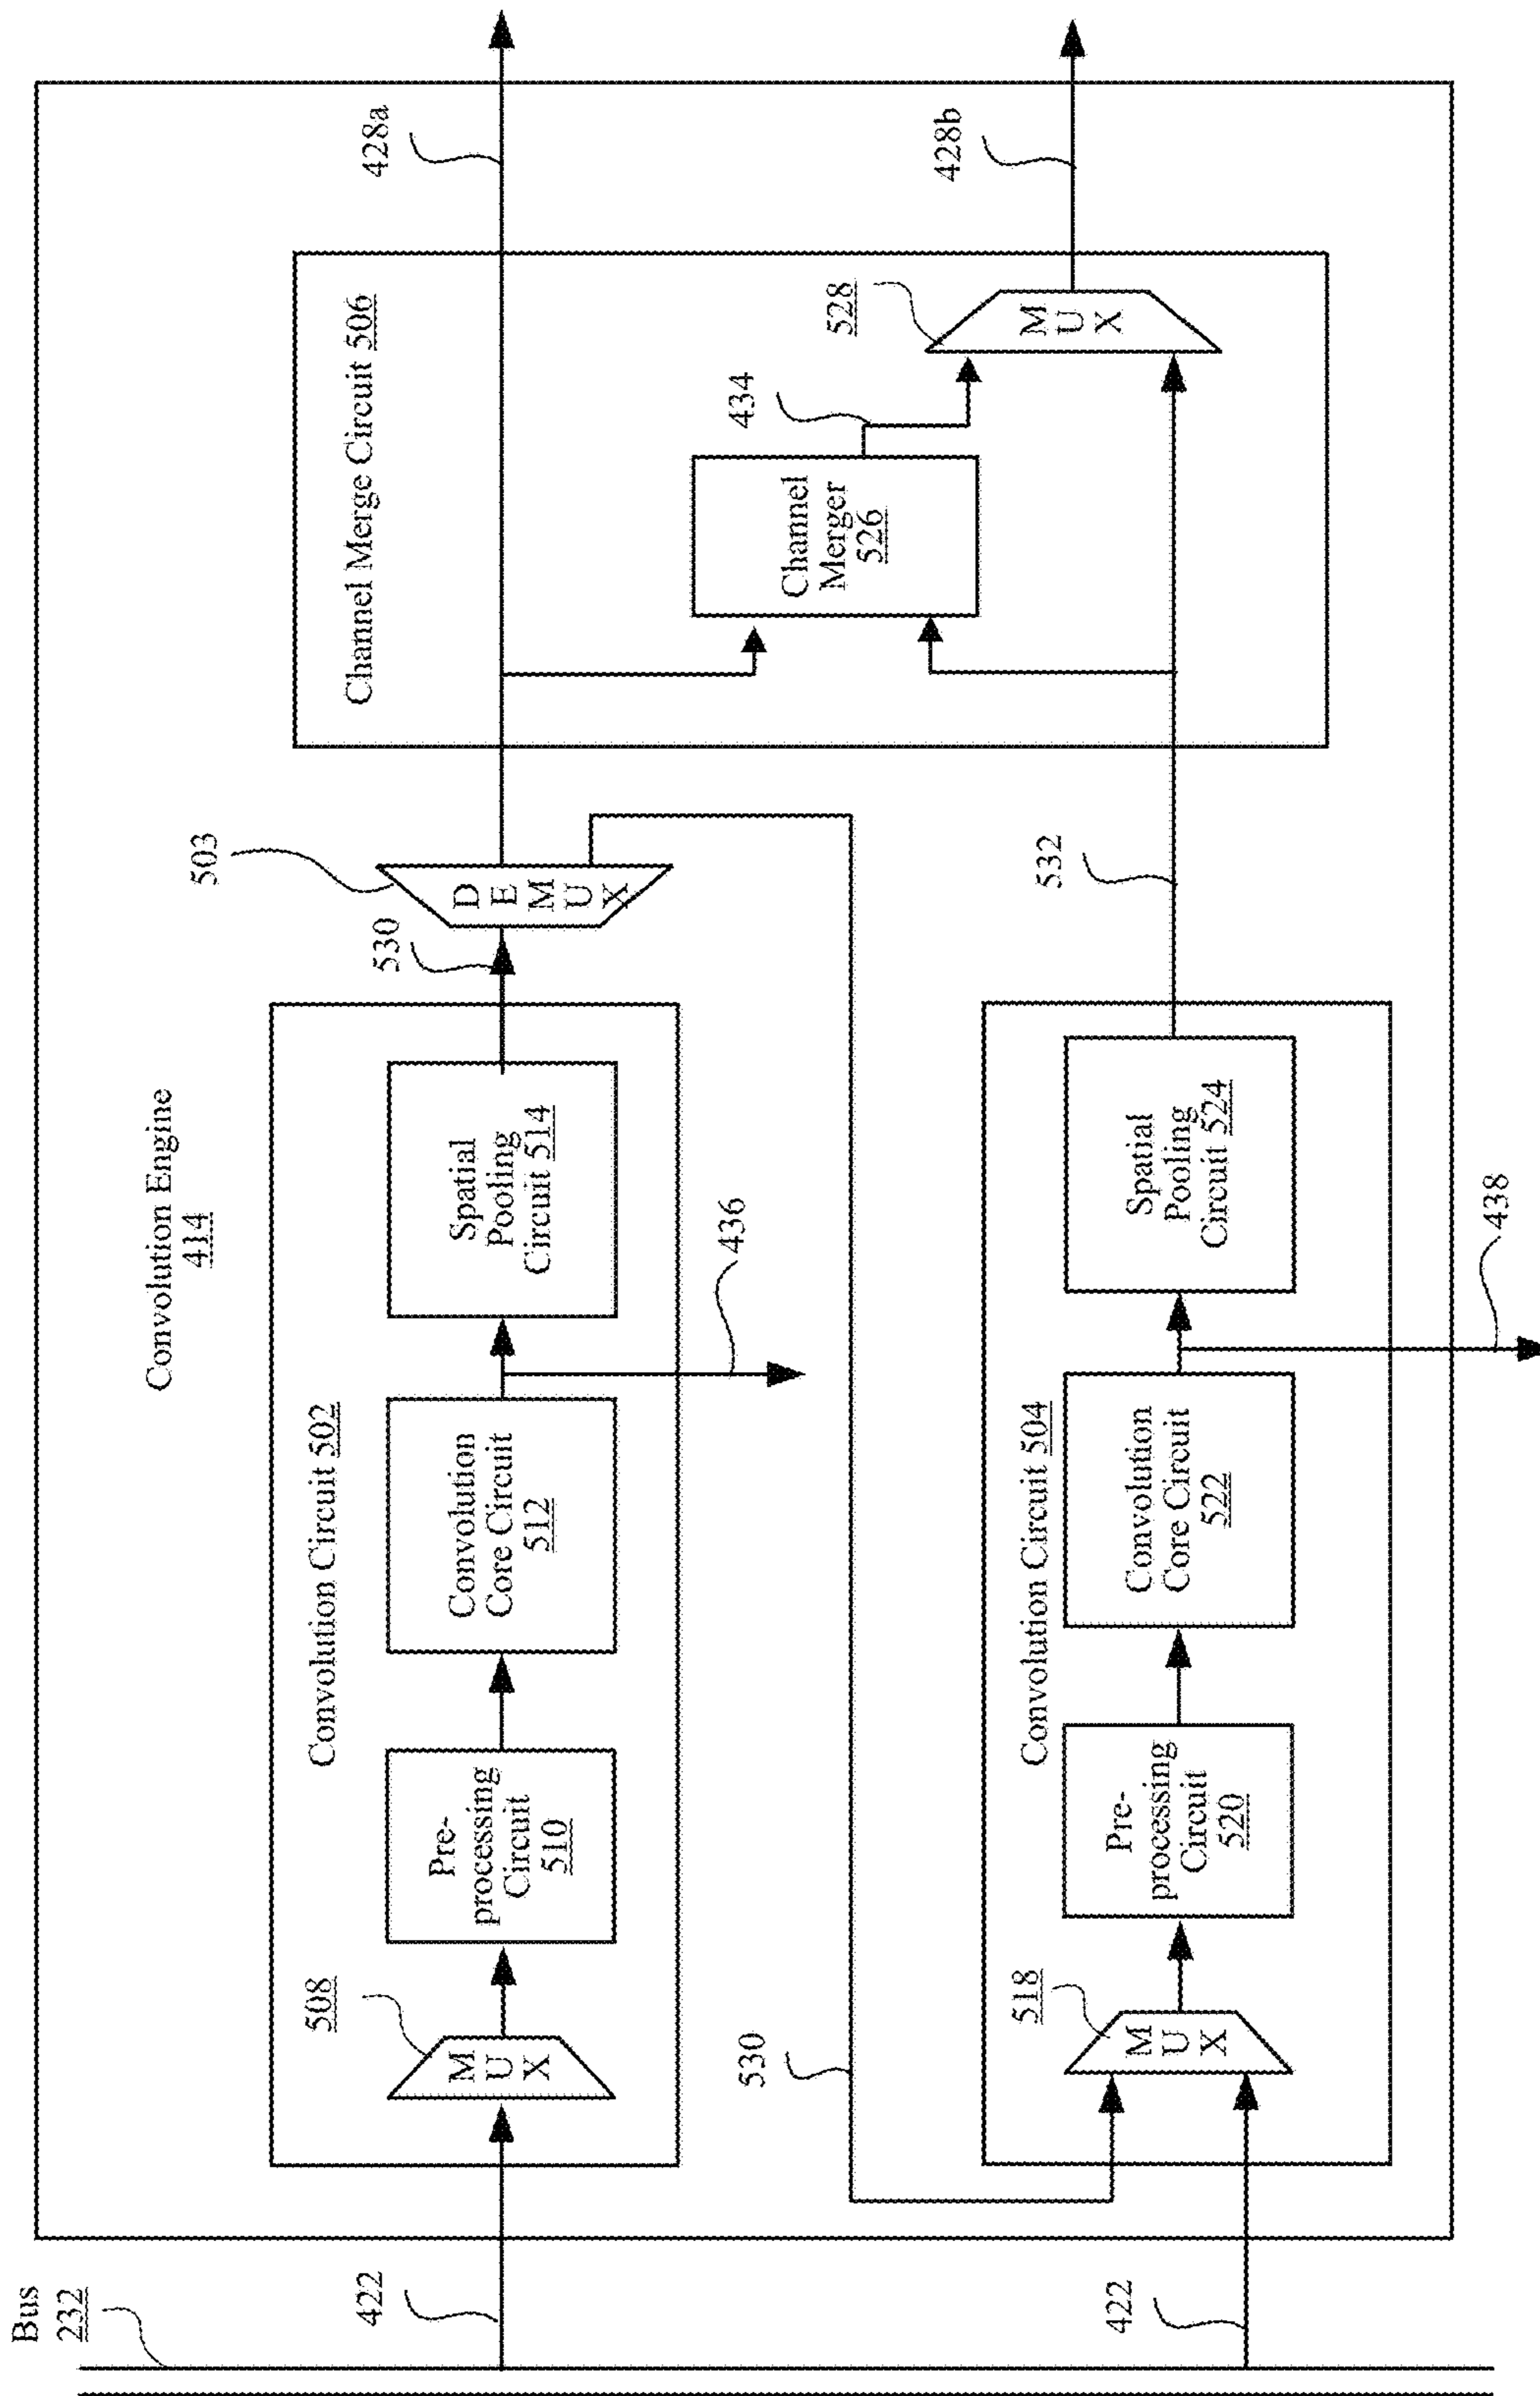 Bus
232
422
422
Convolution Engine
414
Convolution Circuit 502
508
M
U
X
Pre-
processing
Circuit
510
Convolution
Core Circuit
512
Spatial
Pooling
Circuit 514
436
530
503
D
E
M
U
X
530
Convolution Circuit 504
518
M
U
X
Pre-
processing
Circuit
520
Convolution
Core Circuit
522
Spatial
Pooling
Circuit 524
438
532
Channel Merge Circuit 506
Channel
Merger
526
434
528
M
U
X
428a
428b